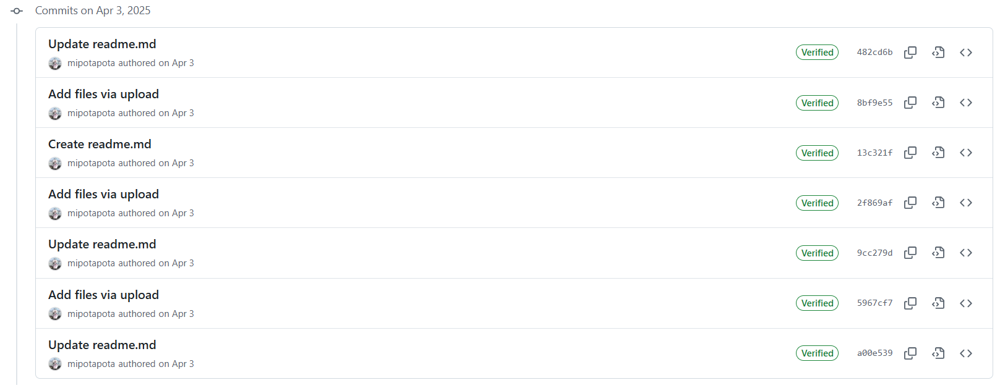 Commits on Apr 3, 2025
Update readme.md
mipotapota authored on Apr 3
Verified
482cd6b
Add files via upload
mipotapota authored on Apr 3
Verified
8bf9e55
Create readme.md
mipotapota authored on Apr 3
Verified
13c321f
Add files via upload
mipotapota authored on Apr 3
Verified
2f869af
Update readme.md
mipotapota authored on Apr 3
Verified
9cc279d
Add files via upload
mipotapota authored on Apr 3
Verified
5967cf7
Update readme.md
mipotapota authored on Apr 3
Verified
a00e539